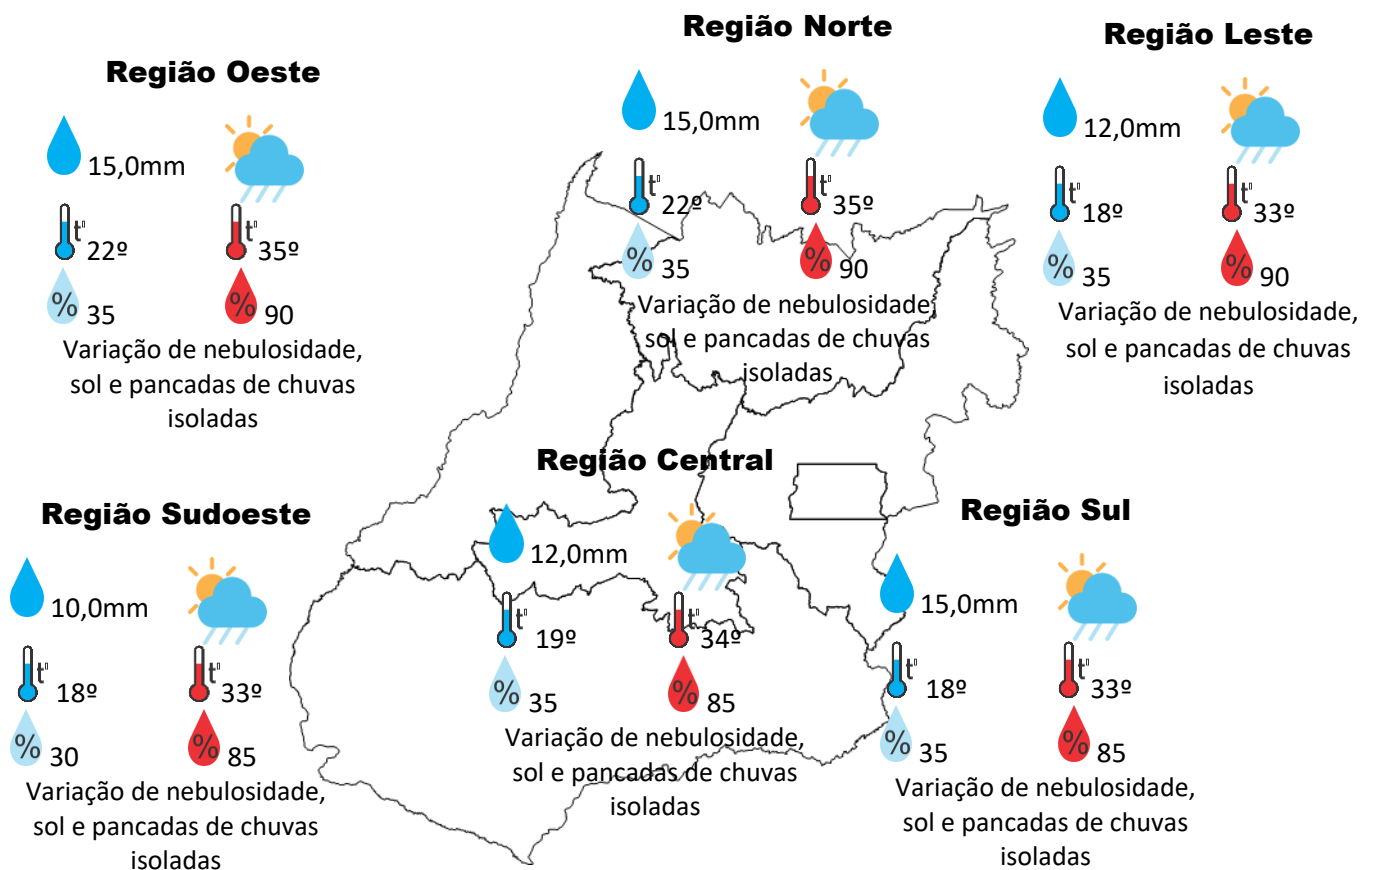 Região Norte
15,0mm
t°
22º
t°
35º
%
35
%
90
Variação de nebulosidade,
sol e pancadas de chuvas
isoladas
Região Leste
12,0mm
t°
18º
t°
33º
%
35
%
90
Variação de nebulosidade,
sol e pancadas de chuvas
isoladas
Região Oeste
15,0mm
t°
22º
t°
35º
%
35
%
90
Variação de nebulosidade,
sol e pancadas de chuvas
isoladas
Região Central
12,0mm
t°
19º
t°
34º
%
35
%
85
Variação de nebulosidade,
sol e pancadas de chuvas
isoladas
Região Sudoeste
10,0mm
t°
18º
t°
33º
%
30
%
85
Variação de nebulosidade,
sol e pancadas de chuvas
isoladas
Região Sul
15,0mm
t°
18º
t°
33º
%
35
%
85
Variação de nebulosidade,
sol e pancadas de chuvas
isoladas